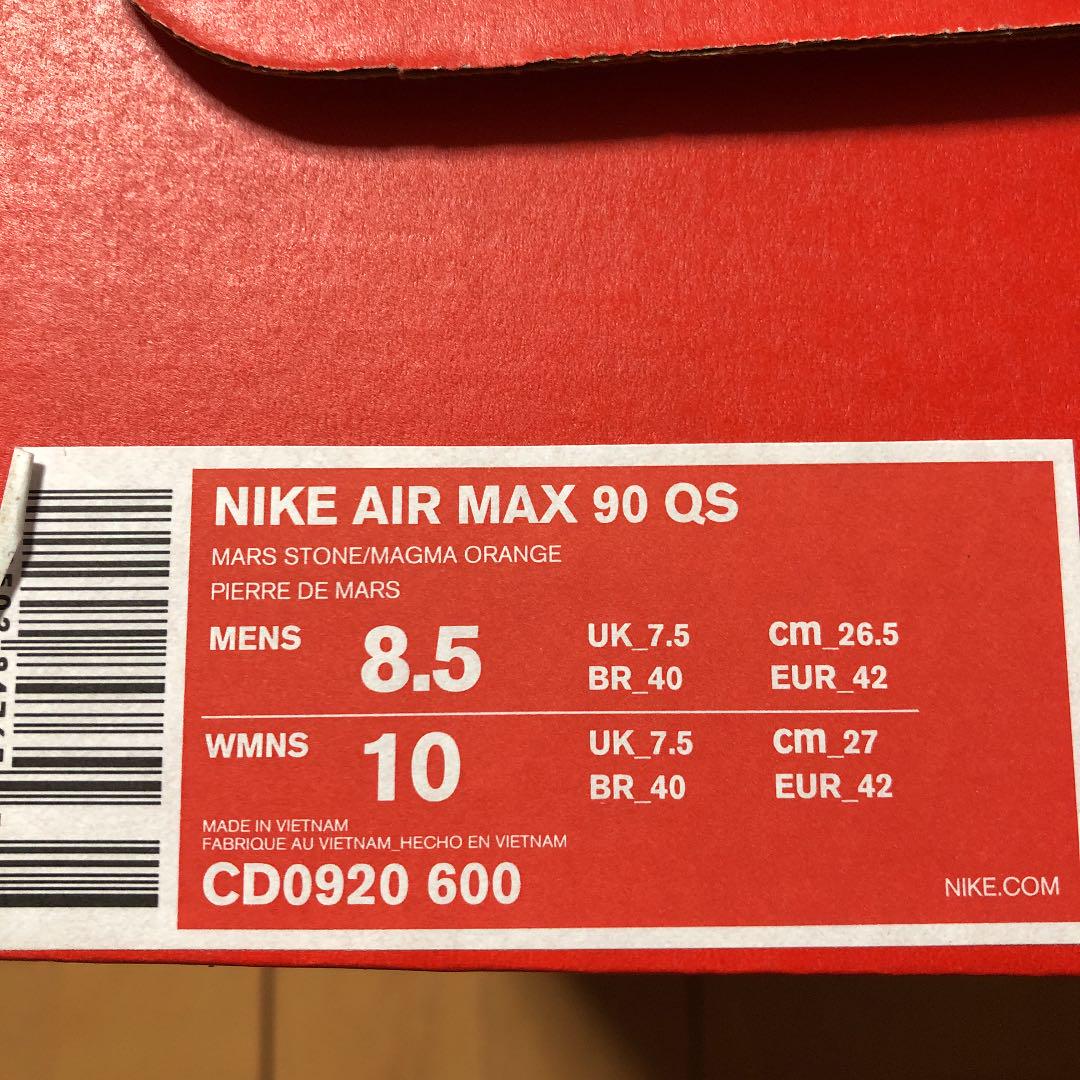 NIKE AIR MAX 90 QS
MARS STONE/MAGMA ORANGE
PIERRE DE MARS
MENS 8.5 UK_7.5 cm_26.5
BR_40 EUR_42
WMNS 10 UK_7.5 cm_27
BR_40 EUR_42
MADE IN VIETNAM
FABRIQUE AU VIETNAM_HECHO EN VIETNAM
CD0920 600
NIKE.COM